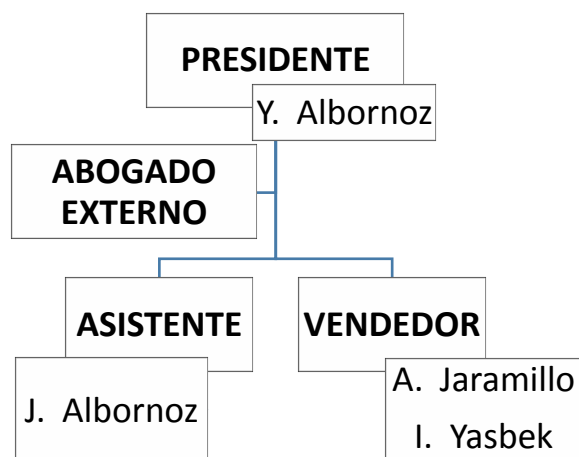 PRESIDENTE
Y. Albornoz
ABOGADO
EXTERNO
ASISTENTE
J. Albornoz
VENDEDOR
A. Jaramillo
I. Yasbek